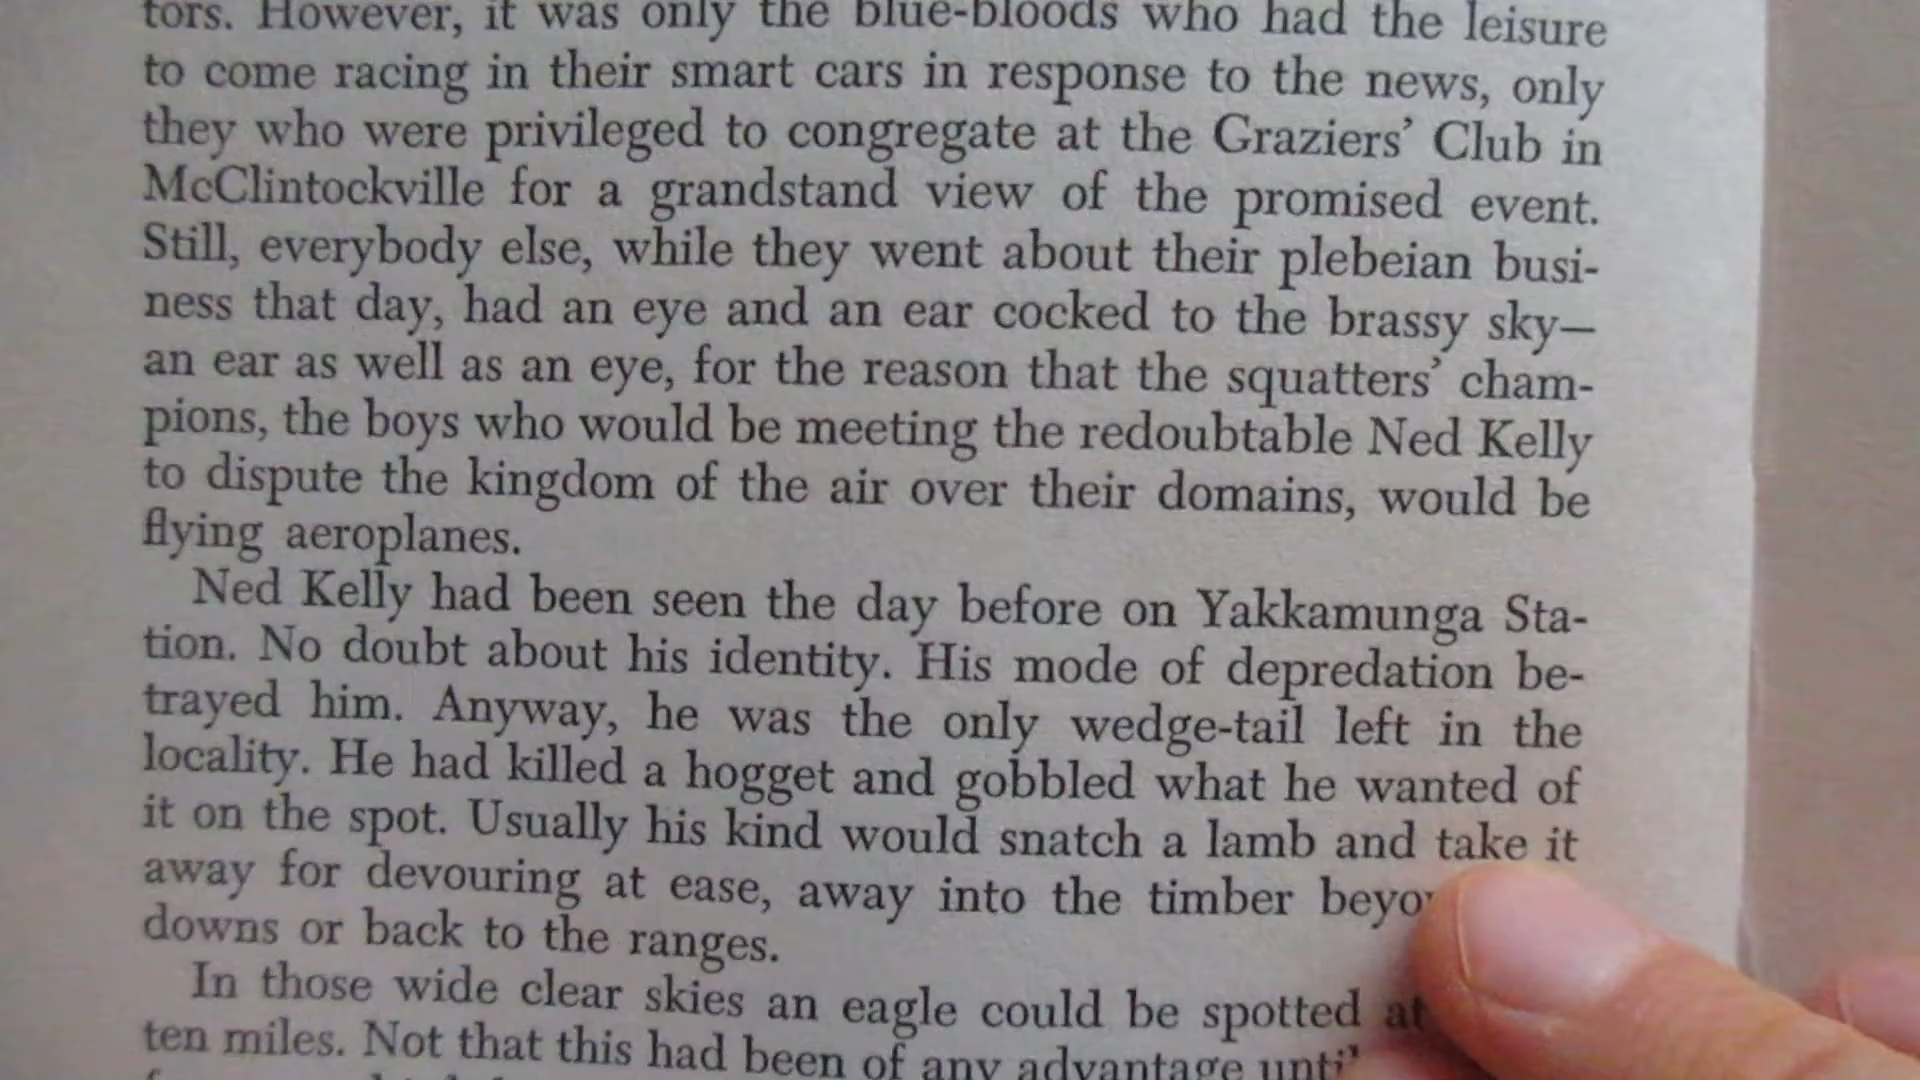 tors. However, it was only the blue-bloods who had the leisure
to come racing in their smart cars in response to the news, only
they who were privileged to congregate at the Graziers’ Club in
McClintockville for a grandstand view of the promised event.
Still, everybody else, while they went about their plebeian busi-
ness that day, had an eye and an ear cocked to the brassy sky—
an ear as well as an eye, for the reason that the squatters’ cham-
pions, the boys who would be meeting the redoubtable Ned Kelly
to dispute the kingdom of the air over their domains, would be
flying aeroplanes.
Ned Kelly had been seen the day before on Yakkamunga Sta-
tion. No doubt about his identity. His mode of depredation be-
trayed him. Anyway, he was the only wedge-tail left in the
locality. He had killed a hogget and gobbled what he wanted of
it on the spot. Usually his kind would snatch a lamb and take it
away for devouring at ease, away into the timber
downs or back to the ranges.
In those wide clear skies an eagle could be spotted at
ten miles. Not that this had been of any advantage